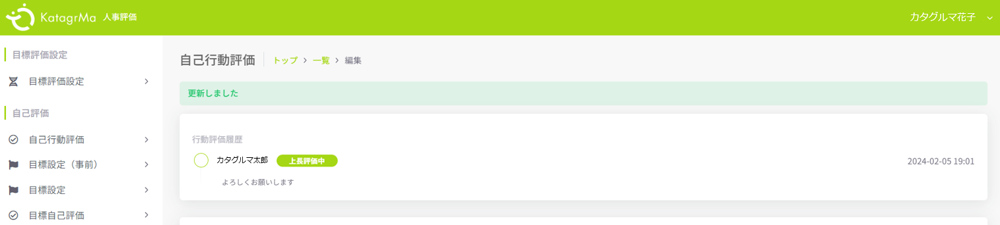 KatagrMa 人事評価
カタグルマ花子
目標評価設定
目標評価設定
自己評価
自己行動評価
目標設定（事前）
目標設定
目標自己評価
自己行動評価
トップ > 一覧 > 編集
更新しました
行動評価履歴
カタグルマ太郎 上長評価中 2024-02-05 19:01
よろしくお願いします